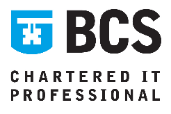 BCS
CHARTERED IT
PROFESSIONAL